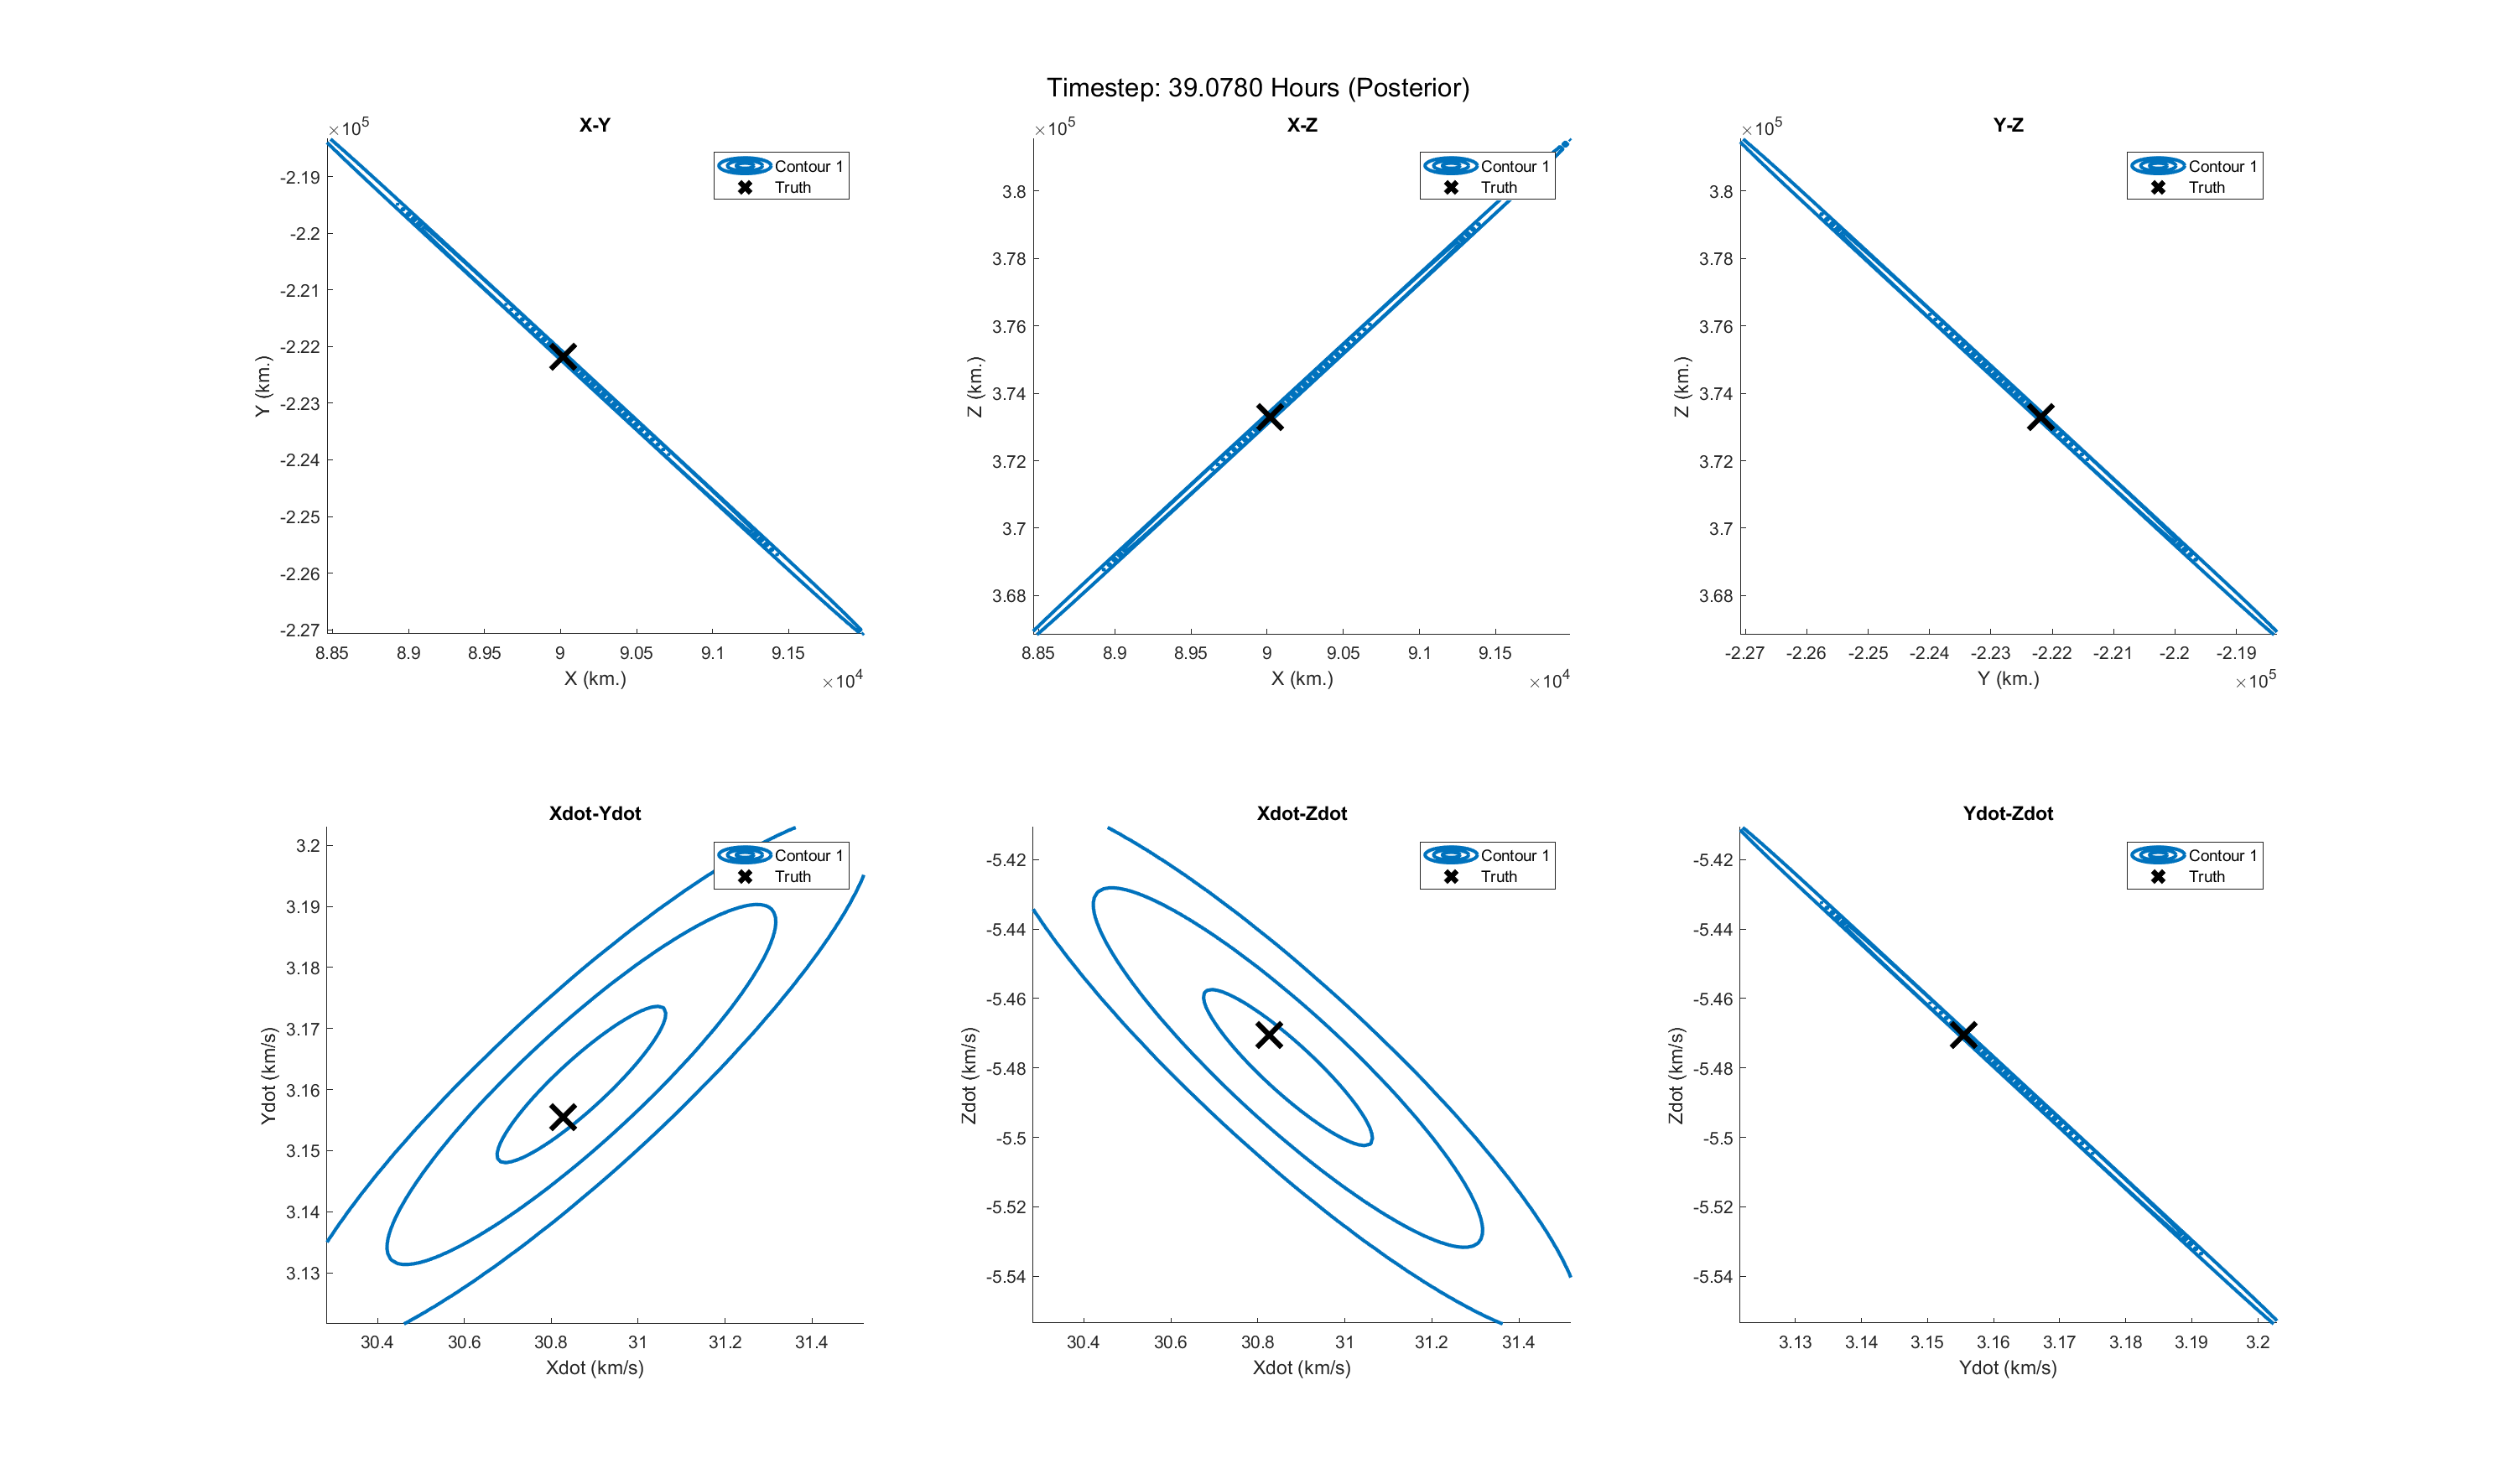 Timestep: 39.0780 Hours (Posterior)
X-Y
×10^5
-2.19
-2.2
-2.21
-2.22
-2.23
-2.24
-2.25
-2.26
-2.27
Y (km.)
8.85 8.9 8.95 9 9.05 9.1 9.15
X (km.)
×10^4
Contour 1
Truth
X-Z
×10^5
3.8
3.78
3.76
3.74
3.72
3.7
3.68
Z (km.)
8.85 8.9 8.95 9 9.05 9.1 9.15
X (km.)
×10^4
Contour 1
Truth
Y-Z
×10^5
3.8
3.78
3.76
3.74
3.72
3.7
3.68
Z (km.)
-2.27 -2.26 -2.25 -2.24 -2.23 -2.22 -2.21 -2.2 -2.19
Y (km.)
×10^5
Contour 1
Truth
Xdot-Ydot
3.2
3.19
3.18
3.17
3.16
3.15
3.14
3.13
Ydot (km/s)
30.4 30.6 30.8 31 31.2 31.4
Xdot (km/s)
Contour 1
Truth
Xdot-Zdot
-5.42
-5.44
-5.46
-5.48
-5.5
-5.52
-5.54
Zdot (km/s)
30.4 30.6 30.8 31 31.2 31.4
Xdot (km/s)
Contour 1
Truth
Ydot-Zdot
-5.42
-5.44
-5.46
-5.48
-5.5
-5.52
-5.54
Zdot (km/s)
3.13 3.14 3.15 3.16 3.17 3.18 3.19 3.2
Ydot (km/s)
Contour 1
Truth